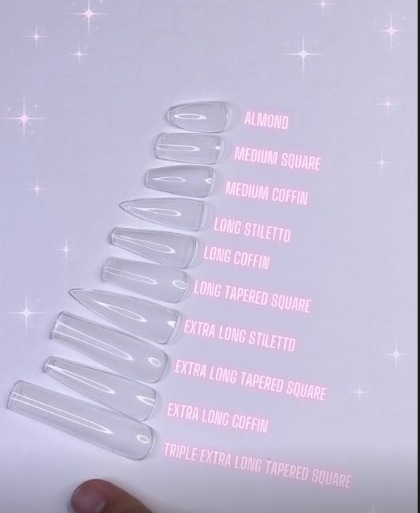 ALMOND
MEDIUM SQUARE
MEDIUM COFFIN
LONG STILETTO
LONG COFFIN
LONG TAPERED SQUARE
EXTRA LONG STILETTO
EXTRA LONG TAPERED SQUARE
EXTRA LONG COFFIN
TRIPLE EXTRA LONG TAPERED SQUARE